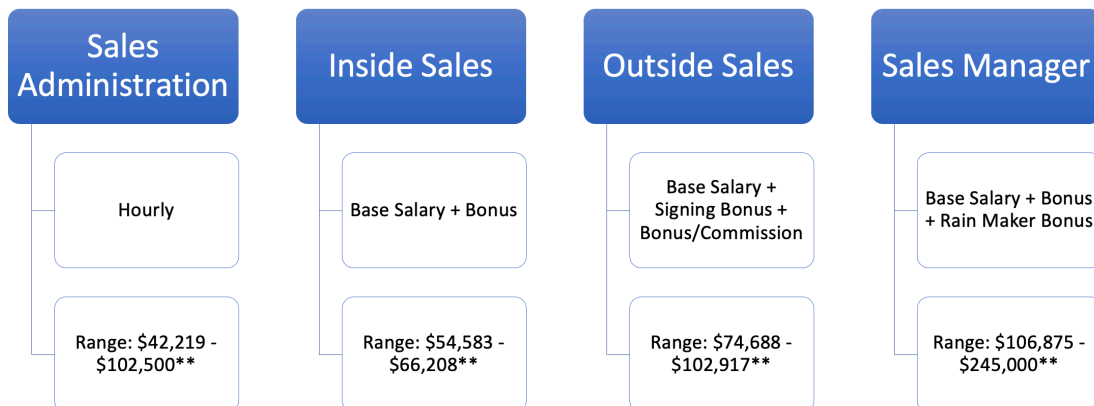 Sales
Administration
Hourly
Range: $42,219 -
$102,500**
Inside Sales
Base Salary + Bonus
Range: $54,583 -
$66,208**
Outside Sales
Base Salary +
Signing Bonus +
Bonus/Commission
Range: $74,688 -
$102,917**
Sales Manager
Base Salary + Bonus
+ Rain Maker Bonus
Range: $106,875 -
$245,000**